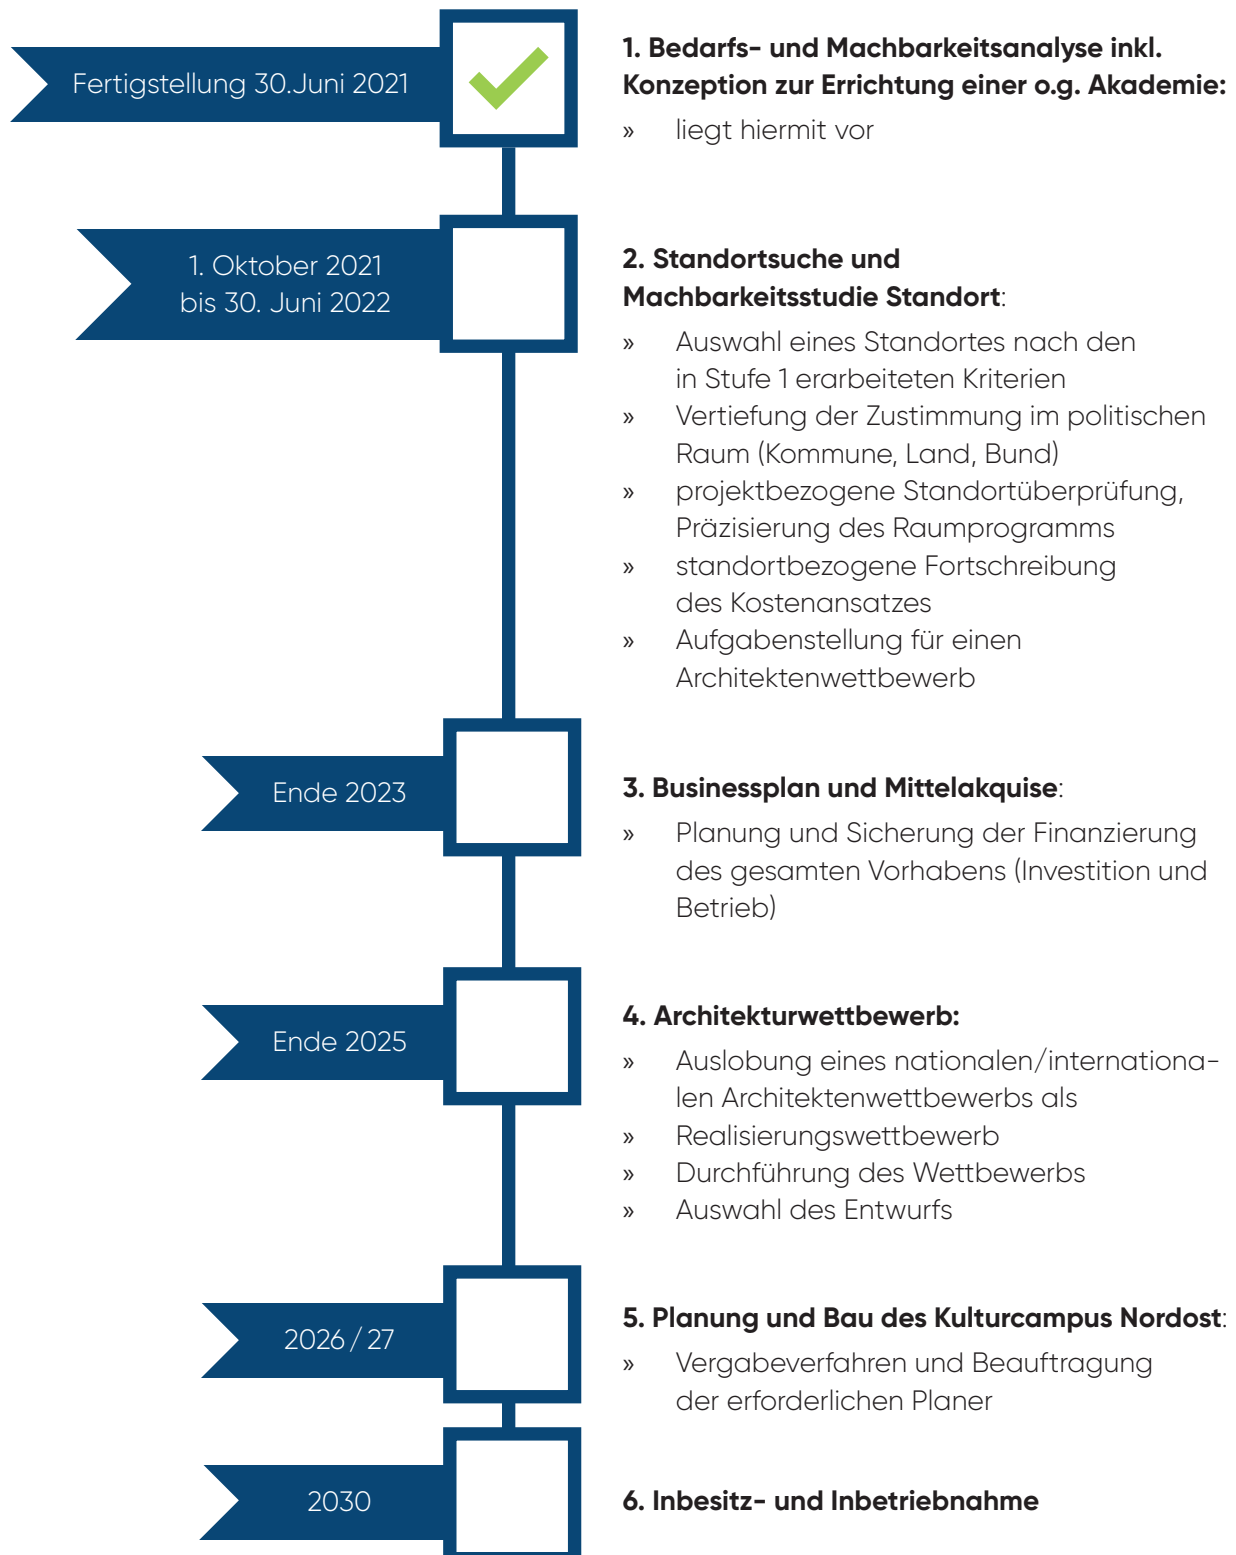 Fertigstellung 30.Juni 2021
1. Bedarfs- und Machbarkeitsanalyse inkl.
Konzeption zur Errichtung einer o.g. Akademie:
» liegt hiermit vor
1. Oktober 2021
bis 30. Juni 2022
2. Standortsuche und
Machbarkeitsstudie Standort:
» Auswahl eines Standortes nach den
in Stufe 1 erarbeiteten Kriterien
» Vertiefung der Zustimmung im politischen
Raum (Kommune, Land, Bund)
» projektbezogene Standortüberprüfung,
Präzisierung des Raumprogramms
» standortbezogene Fortschreibung
des Kostenansatzes
» Aufgabenstellung für einen
Architektenwettbewerb
Ende 2023
3. Businessplan und Mittelakquise:
» Planung und Sicherung der Finanzierung
des gesamten Vorhabens (Investition und
Betrieb)
Ende 2025
4. Architekturwettbewerb:
» Auslobung eines nationalen/internationa-
len Architektenwettbewerbs als
» Realisierungswettbewerb
» Durchführung des Wettbewerbs
» Auswahl des Entwurfs
2026 / 27
5. Planung und Bau des Kulturcampus Nordost:
» Vergabeverfahren und Beauftragung
der erforderlichen Planer
2030
6. Inbesitz- und Inbetriebnahme